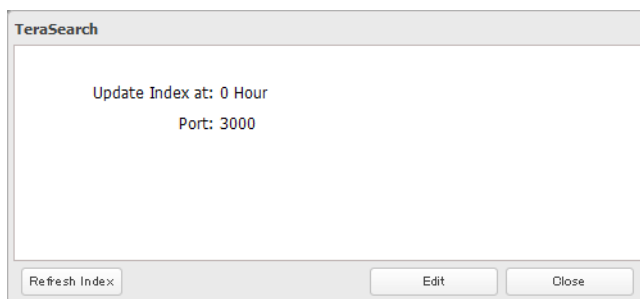 TeraSearch
Update Index at: 0 Hour
Port: 3000
Refresh Index Edit Close